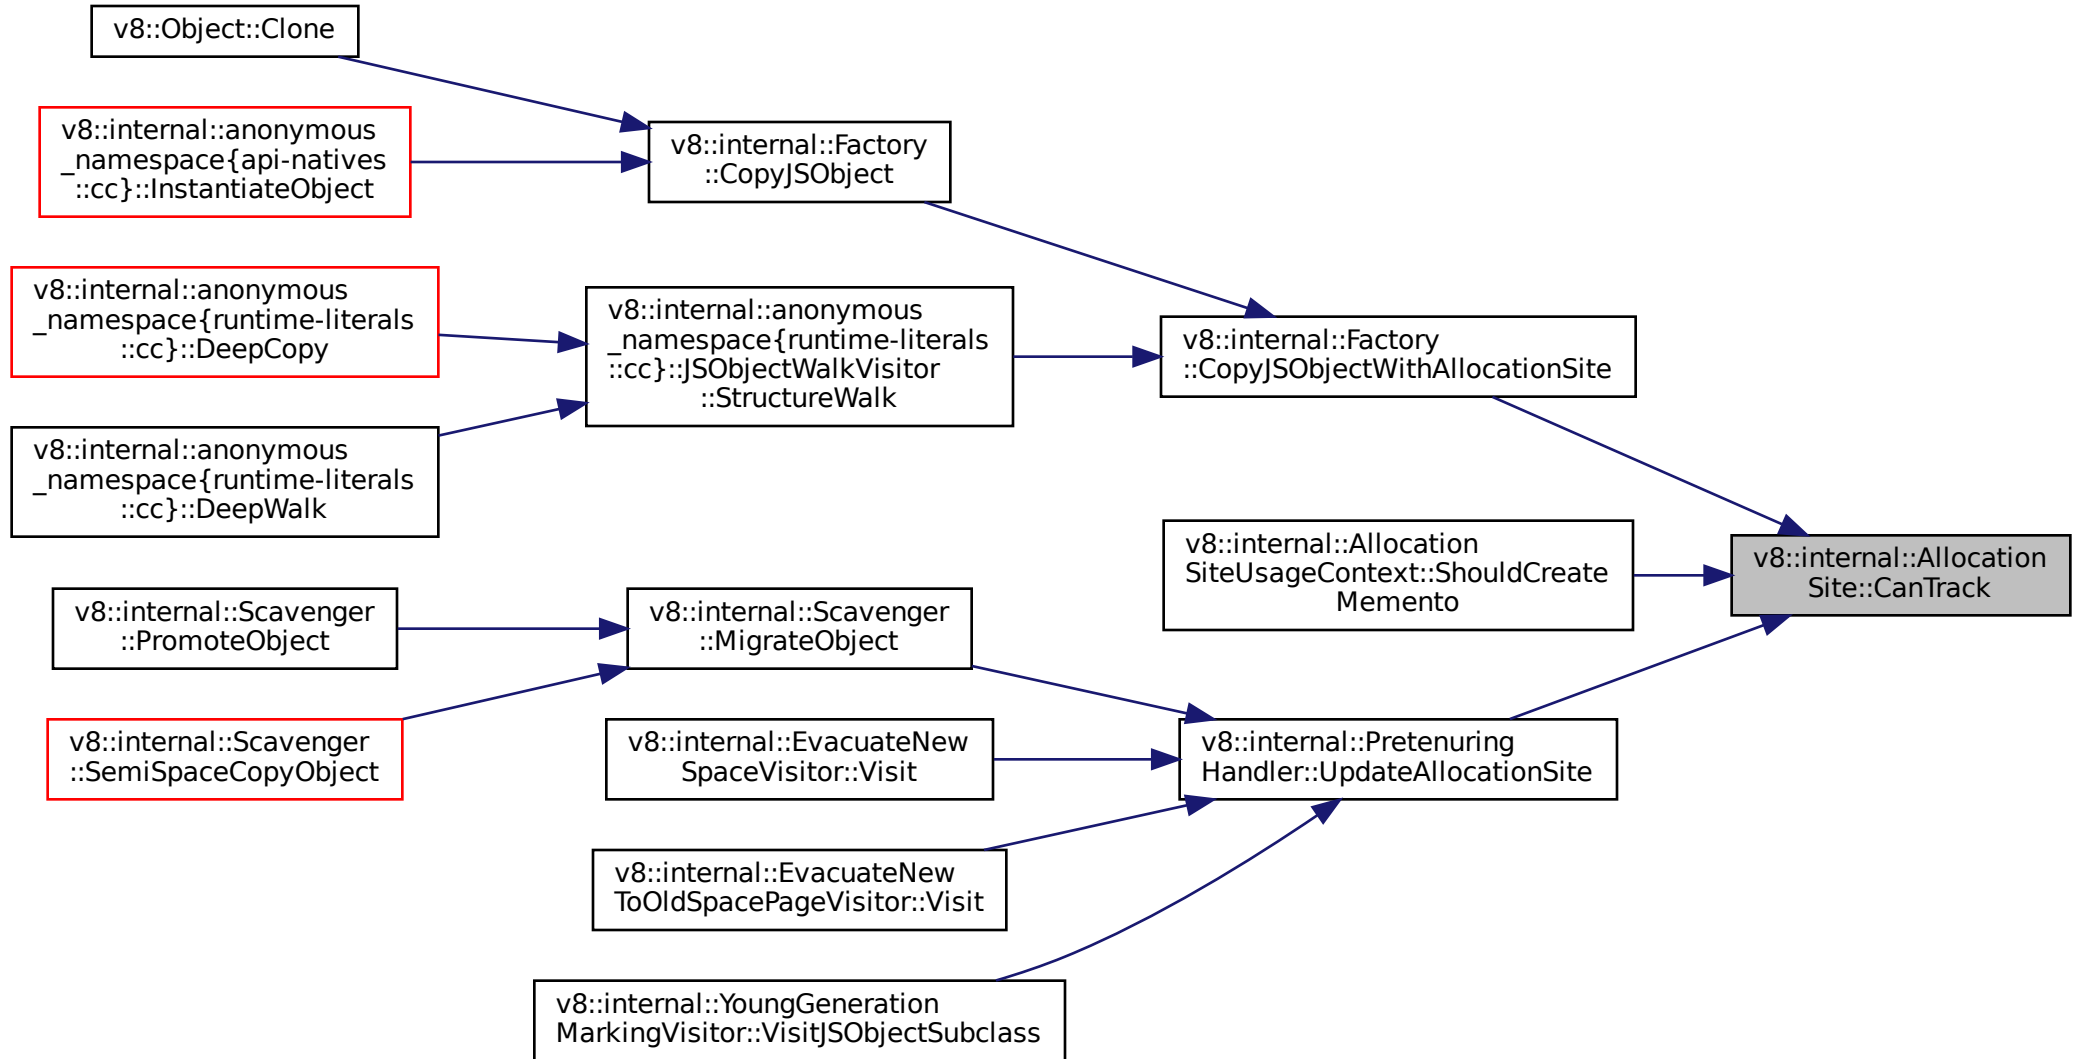 v8::Object::Clone
v8::internal::anonymous
_namespace{api-natives
::cc}::InstantiateObject
v8::internal::Factory
::CopyJSObject
v8::internal::anonymous
_namespace{runtime-literals
::cc}::DeepCopy
v8::internal::anonymous
_namespace{runtime-literals
::cc}::JSObjectWalkVisitor
::StructureWalk
v8::internal::Factory
::CopyJSObjectWithAllocationSite
v8::internal::anonymous
_namespace{runtime-literals
::cc}::DeepWalk
v8::internal::Allocation
SiteUsageContext::ShouldCreate
Memento
v8::internal::Allocation
Site::CanTrack
v8::internal::Scavenger
::PromoteObject
v8::internal::Scavenger
::MigrateObject
v8::internal::Scavenger
::SemiSpaceCopyObject
v8::internal::EvacuateNew
SpaceVisitor::Visit
v8::internal::Pretenuring
Handler::UpdateAllocationSite
v8::internal::EvacuateNew
ToOldSpacePageVisitor::Visit
v8::internal::YoungGeneration
MarkingVisitor::VisitJSObjectSubclass